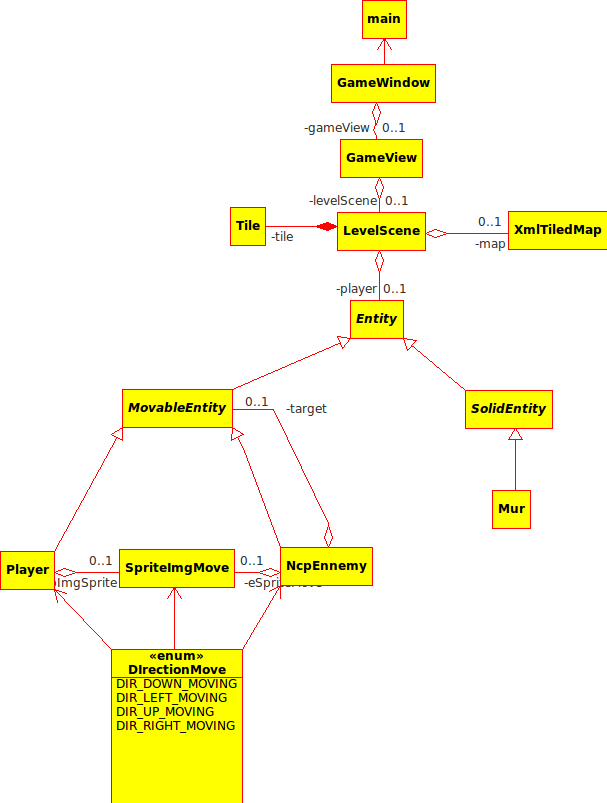 main
GameWindow
-gameView 0..1
GameView
-levelScene 0..1
Tile
-tile
LevelScene
0..1
-map
XmlTiledMap
-player 0..1
Entity
MovableEntity
0..1 -target
SolidEntity
Mur
Player
0..1
ImgSprite
SpriteImgMove
0..1
NcpEnnemy
«enum»
DIrectionMove
DIR_DOWN_MOVING
DIR_LEFT_MOVING
DIR_UP_MOVING
DIR_RIGHT_MOVING